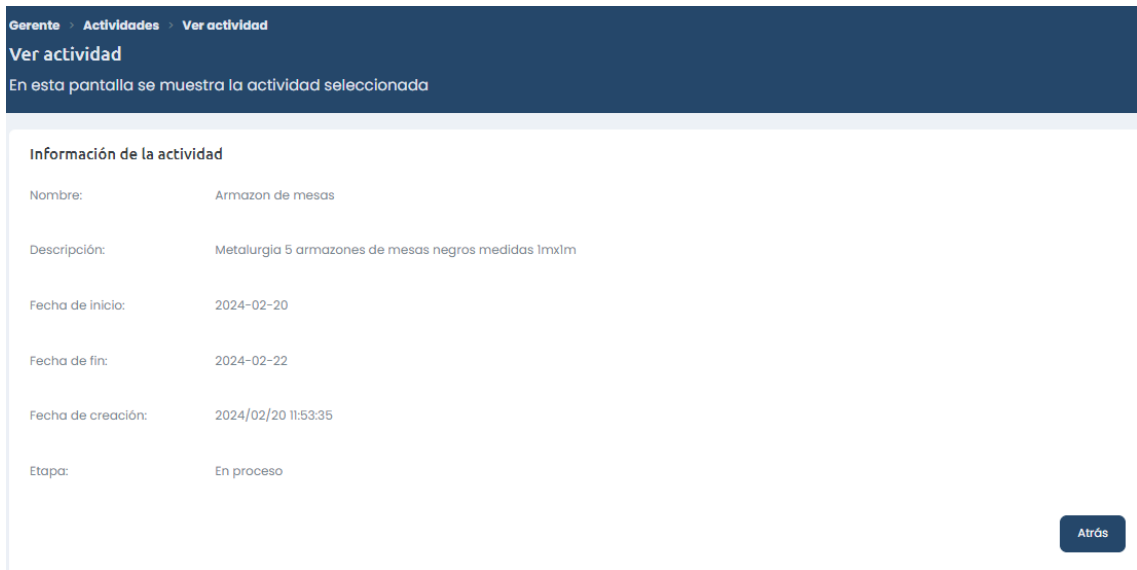 Gerente > Actividades > Ver actividad
Ver actividad
En esta pantalla se muestra la actividad seleccionada
Información de la actividad
Nombre: Armazon de mesas
Descripción: Metalurgia 5 armazones de mesas negros medidas 1mx1m
Fecha de inicio: 2024-02-20
Fecha de fin: 2024-02-22
Fecha de creación: 2024/02/20 11:53:35
Etapa: En proceso
Atrás